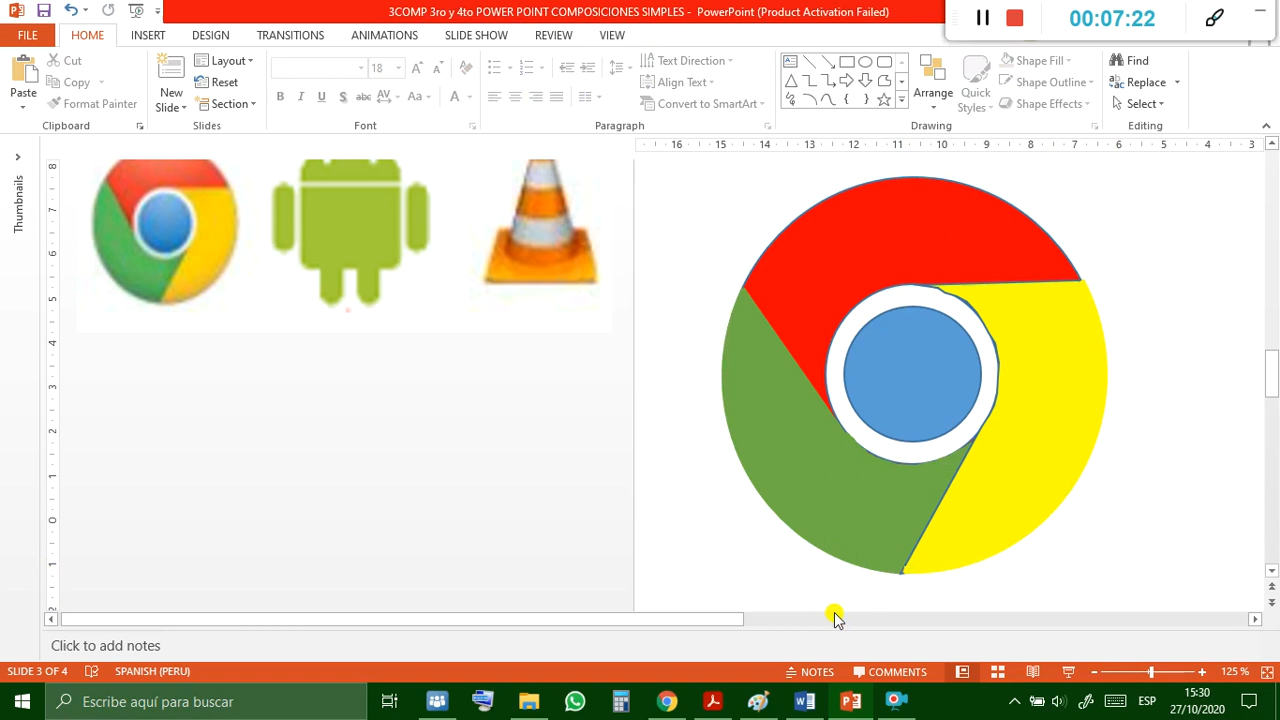 3COMP 3ro y 4to POWER POINT COMPOSICIONES SIMPLES - PowerPoint (Product Activation Failed)
00:07:22
FILE HOME INSERT DESIGN TRANSITIONS ANIMATIONS SLIDE SHOW REVIEW VIEW
Paste
Cut
Copy
Format Painter
Clipboard
New Slide
Layout
Reset
Section
Slides
18
B I U S abc AV Aa A
Font
Text Direction
Align Text
Convert to SmartArt
Paragraph
Arrange
Quick Styles
Shape Fill
Shape Outline
Shape Effects
Drawing
Find
Replace
Select
Editing
16 15 14 13 12 11 10 9 8 7 6 5 4 3
Thumbnails
8
7
6
5
4
3
2
1
0
1
2
Click to add notes
SLIDE 3 OF 4 SPANISH (PERU) NOTES COMMENTS 125 %
Escribe aquí para buscar
ESP
15:30
27/10/2020